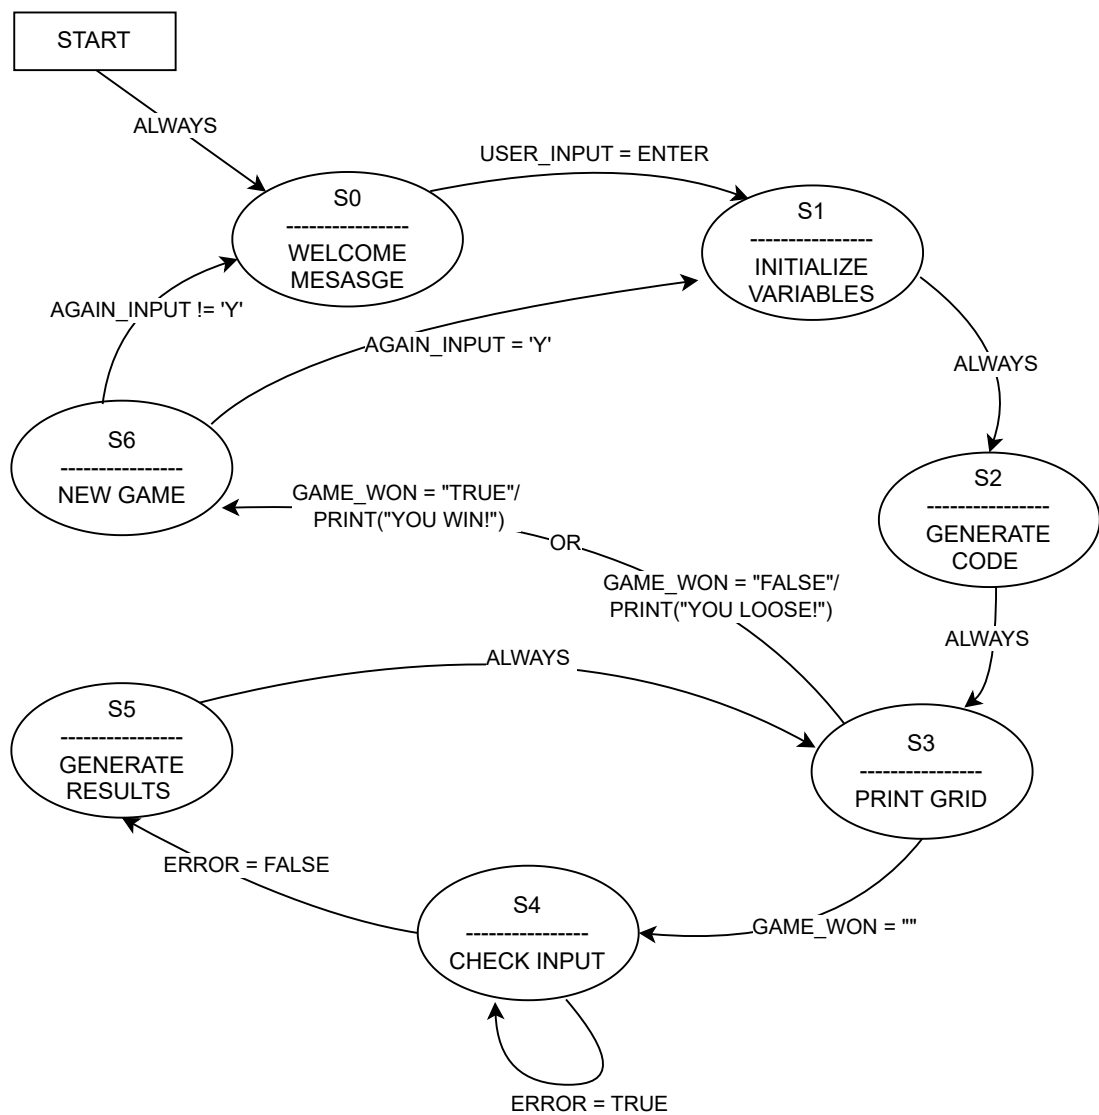 START
ALWAYS
USER_INPUT = ENTER
S0
----------------
WELCOME
MESASGE
S1
----------------
INITIALIZE
VARIABLES
AGAIN_INPUT != 'Y'
AGAIN_INPUT = 'Y'
ALWAYS
S6
----------------
NEW GAME
S2
----------------
GENERATE
CODE
GAME_WON = "TRUE"/
PRINT("YOU WIN!")
OR
GAME_WON = "FALSE"/
PRINT("YOU LOOSE!")
ALWAYS
ALWAYS
S5
----------------
GENERATE
RESULTS
S3
----------------
PRINT GRID
ERROR = FALSE
S4
----------------
CHECK INPUT
GAME_WON = ""
ERROR = TRUE